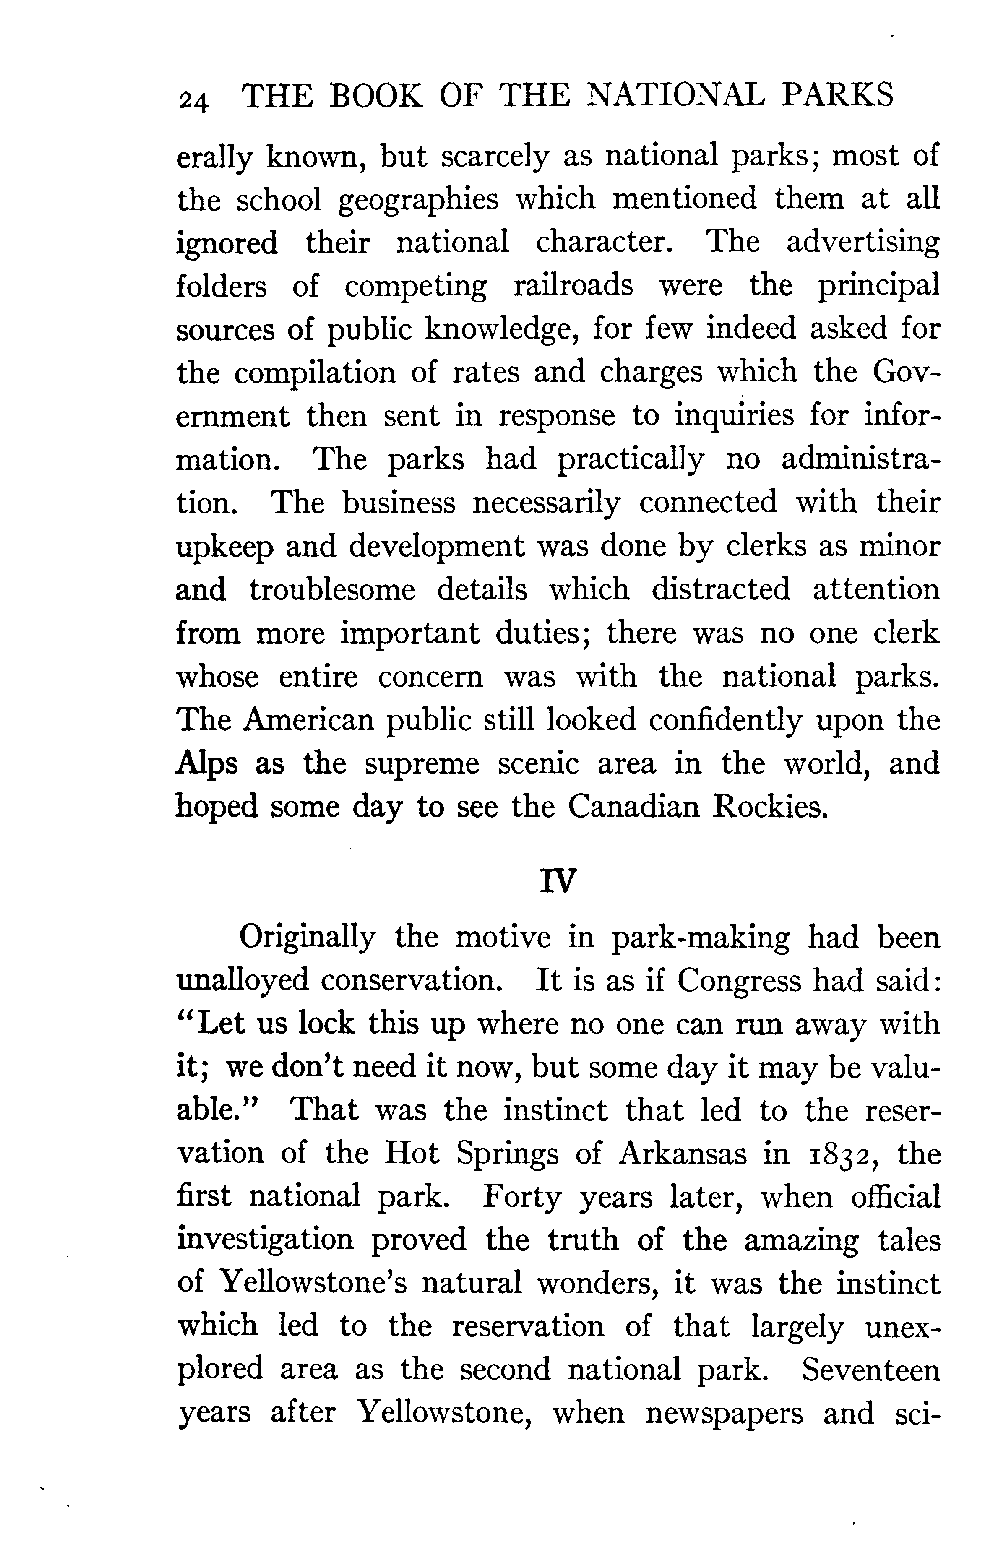 24 THE BOOK OF THE NATIONAL PARKS
erally known, but scarcely as national parks; most of
the school geographies which mentioned them at all
ignored their national character. The advertising
folders of competing railroads were the principal
sources of public knowledge, for few indeed asked for
the compilation of rates and charges which the Gov-
ernment then sent in response to inquiries for infor-
mation. The parks had practically no administra-
tion. The business necessarily connected with their
upkeep and development was done by clerks as minor
and troublesome details which distracted attention
from more important duties; there was no one clerk
whose entire concern was with the national parks.
The American public still looked confidently upon the
Alps as the supreme scenic area in the world, and
hoped some day to see the Canadian Rockies.
IV
Originally the motive in park-making had been
unalloyed conservation. It is as if Congress had said:
"Let us lock this up where no one can run away with
it; we don't need it now, but some day it may be valu-
able." That was the instinct that led to the reser-
vation of the Hot Springs of Arkansas in 1832, the
first national park. Forty years later, when official
investigation proved the truth of the amazing tales
of Yellowstone's natural wonders, it was the instinct
which led to the reservation of that largely unex-
plored area as the second national park. Seventeen
years after Yellowstone, when newspapers and sci-